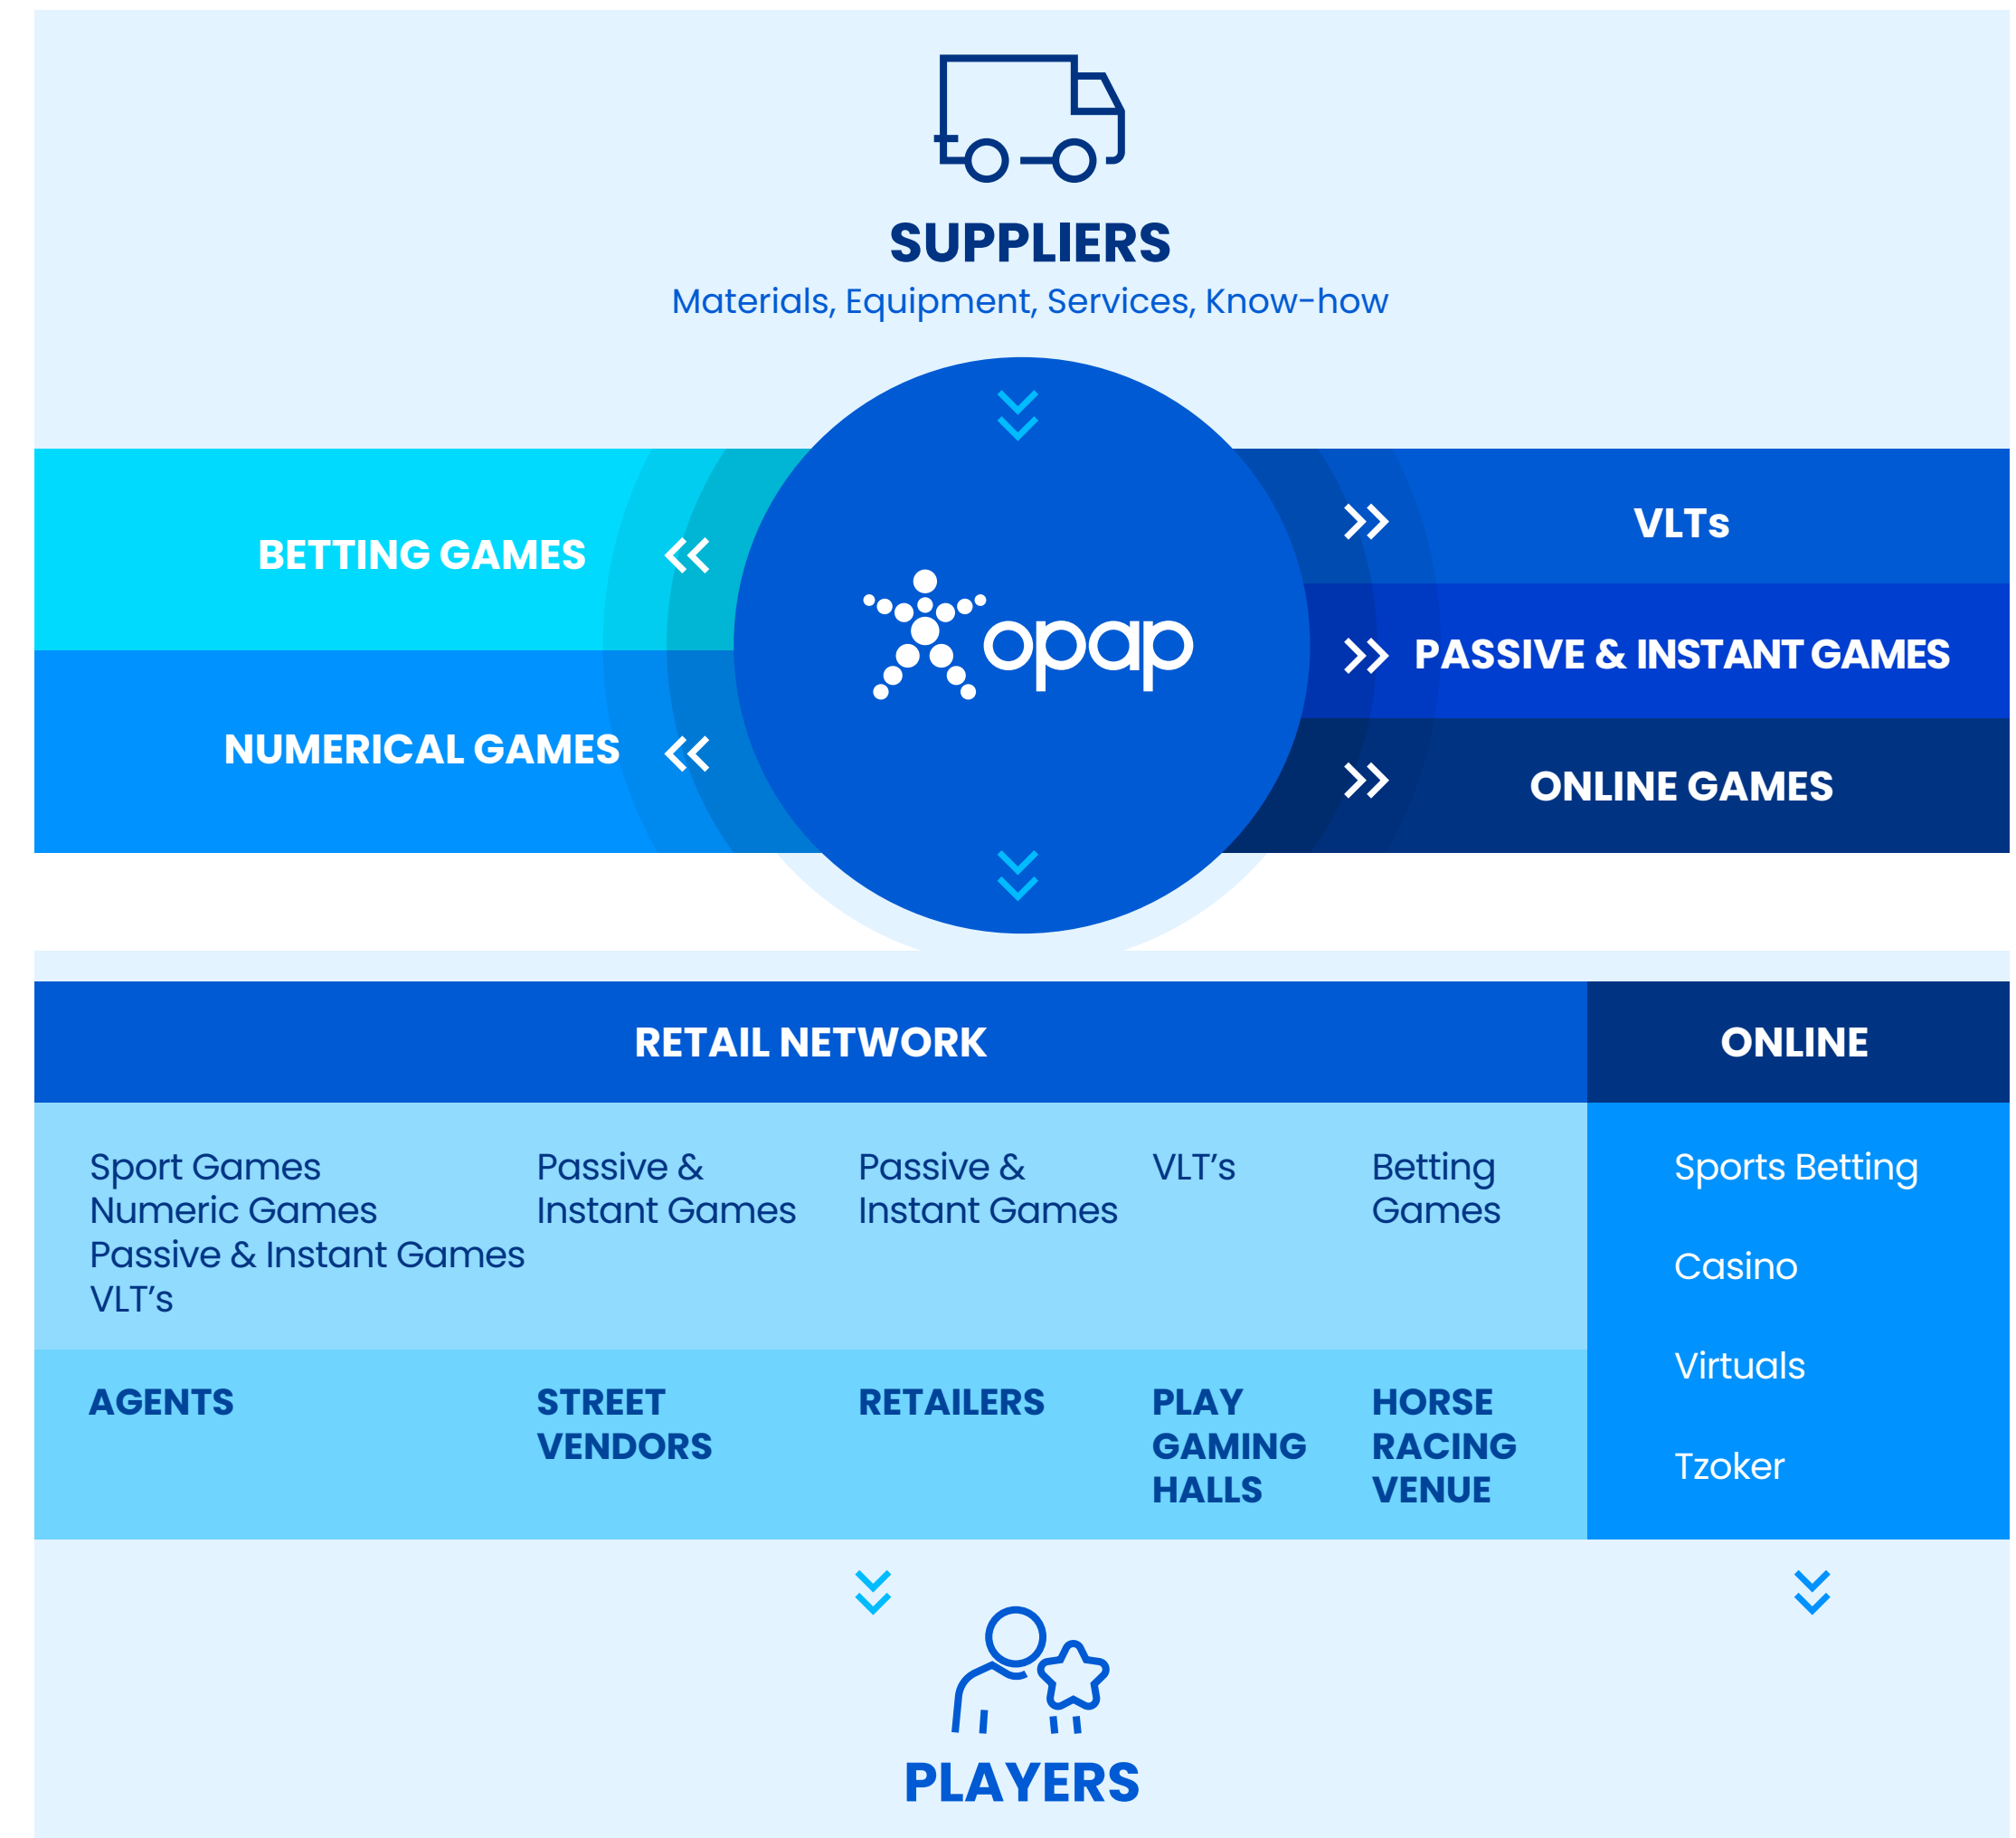 SUPPLIERS
Materials, Equipment, Services, Know-how
BETTING GAMES
NUMERICAL GAMES
opap
VLTs
PASSIVE & INSTANT GAMES
ONLINE GAMES
RETAIL NETWORK
Sport Games
Numeric Games
Passive & Instant Games
VLT’s
AGENTS
Passive &
Instant Games
STREET
VENDORS
Passive &
Instant Games
RETAILERS
VLT’s
PLAY
GAMING
HALLS
Betting
Games
HORSE
RACING
VENUE
ONLINE
Sports Betting
Casino
Virtuals
Tzoker
PLAYERS